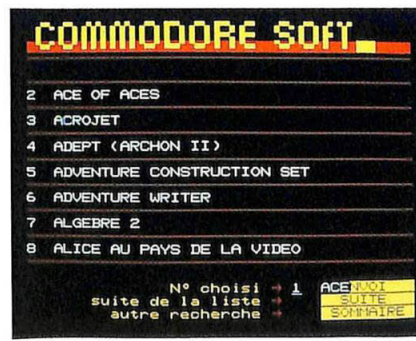 COMMODORE SOFT
2 ACE OF ACES
3 ACROJET
4 ADEPT (ARCHON II)
5 ADVENTURE CONSTRUCTION SET
6 ADVENTURE WRITER
7 ALGEBRE 2
8 ALICE AU PAYS DE LA VIDEO
N° choisi → 1 ACENVOI
suite de la liste → SUITE
autre recherche → SOMMAIRE